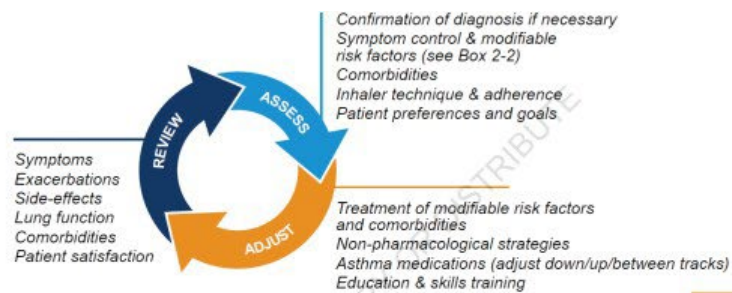 Confirmation of diagnosis if necessary
Symptom control & modifiable
risk factors (see Box 2-2)
Comorbidities
Inhaler technique & adherence
Patient preferences and goals
ASSESS
REVIEW
ADJUST
Symptoms
Exacerbations
Side-effects
Lung function
Comorbidities
Patient satisfaction
Treatment of modifiable risk factors
and comorbidities
Non-pharmacological strategies
Asthma medications (adjust down/up/between tracks)
Education & skills training
OR DISTRIBUTE